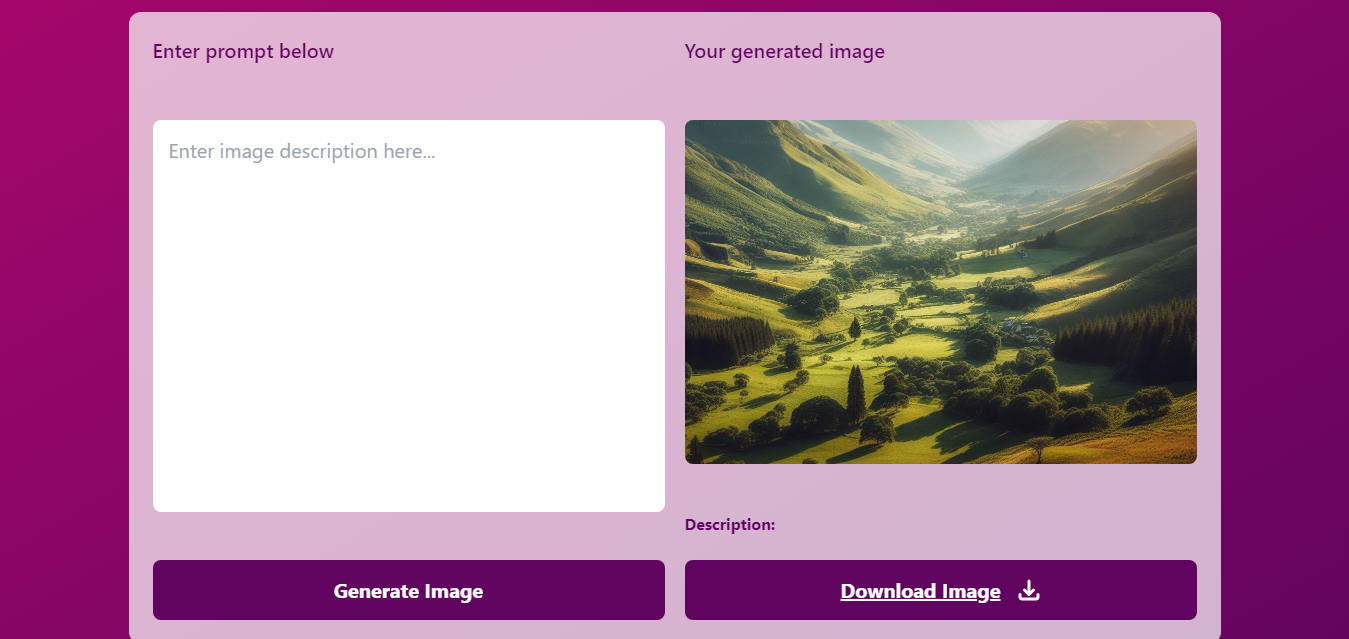 Enter prompt below
Your generated image
Enter image description here...
Description:
Generate Image
Download Image